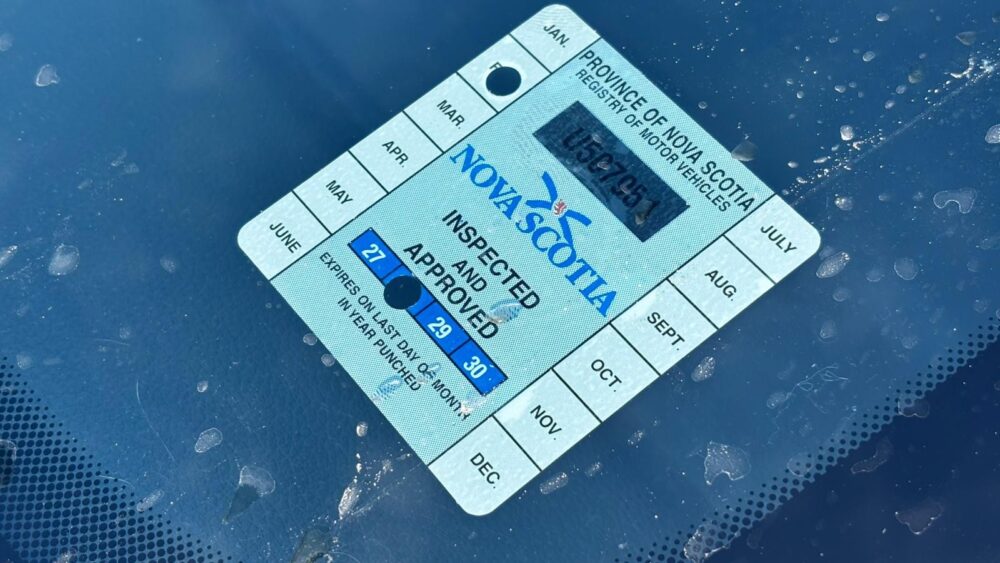 PROVINCE OF NOVA SCOTIA
REGISTRY OF MOTOR VEHICLES
NOVA SCOTIA
INSPECTED
AND
APPROVED
27 29 30
EXPIRES ON LAST DAY OF MONTH
IN YEAR PUNCHED
JAN.
MAR.
APR.
MAY
JUNE
JULY
AUG.
SEPT.
OCT.
NOV.
DEC.